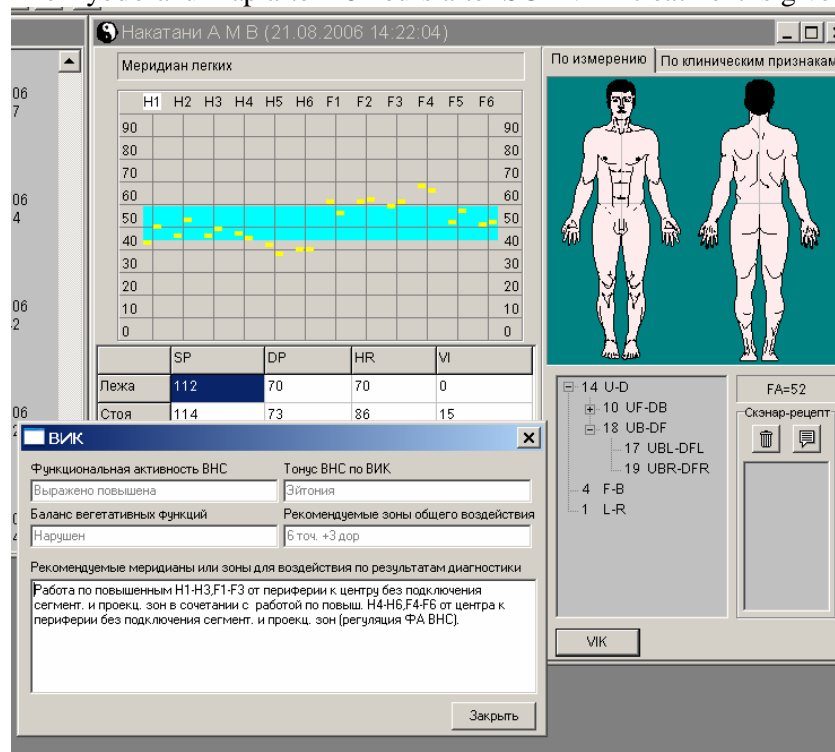 Накатани А М В (21.08.2006 14:22:04)
Меридиан легких
H1 H2 H3 H4 H5 H6 F1 F2 F3 F4 F5 F6
90 90
80 80
70 70
60 60
50 50
40 40
30 30
20 20
10 10
0 0
SP DP HR VI
Лежа 112 70 70 0
Стоя 114 73 86 15
06
7
06
4
06
2
06
По измерению По клиническим признакам
14 U-D
10 UF-DB
18 UB-DF
17 UBL-DFL
19 UBR-DFR
4 F-B
1 L-R
FA=52
Скэнар-рецепт
VIK
ВИК
Функциональная активность ВНС Тонус ВНС по ВИК
Выражено повышена Эйтония
Баланс вегетативных функций Рекомендуемые зоны общего воздействия
Нарушен 6 точ. +3 дор
Рекомендуемые меридианы или зоны для воздействия по результатам диагностики
Работа по повышенным H1-H3,F1-F3 от периферии к центру без подключения
сегмент. и проекц. зон в сочетании с работой по повыш. H4-H6,F4-F6 от центра к
периферии без подключения сегмент. и проекц. зон (регуляция ФА ВНС).
Закрыть